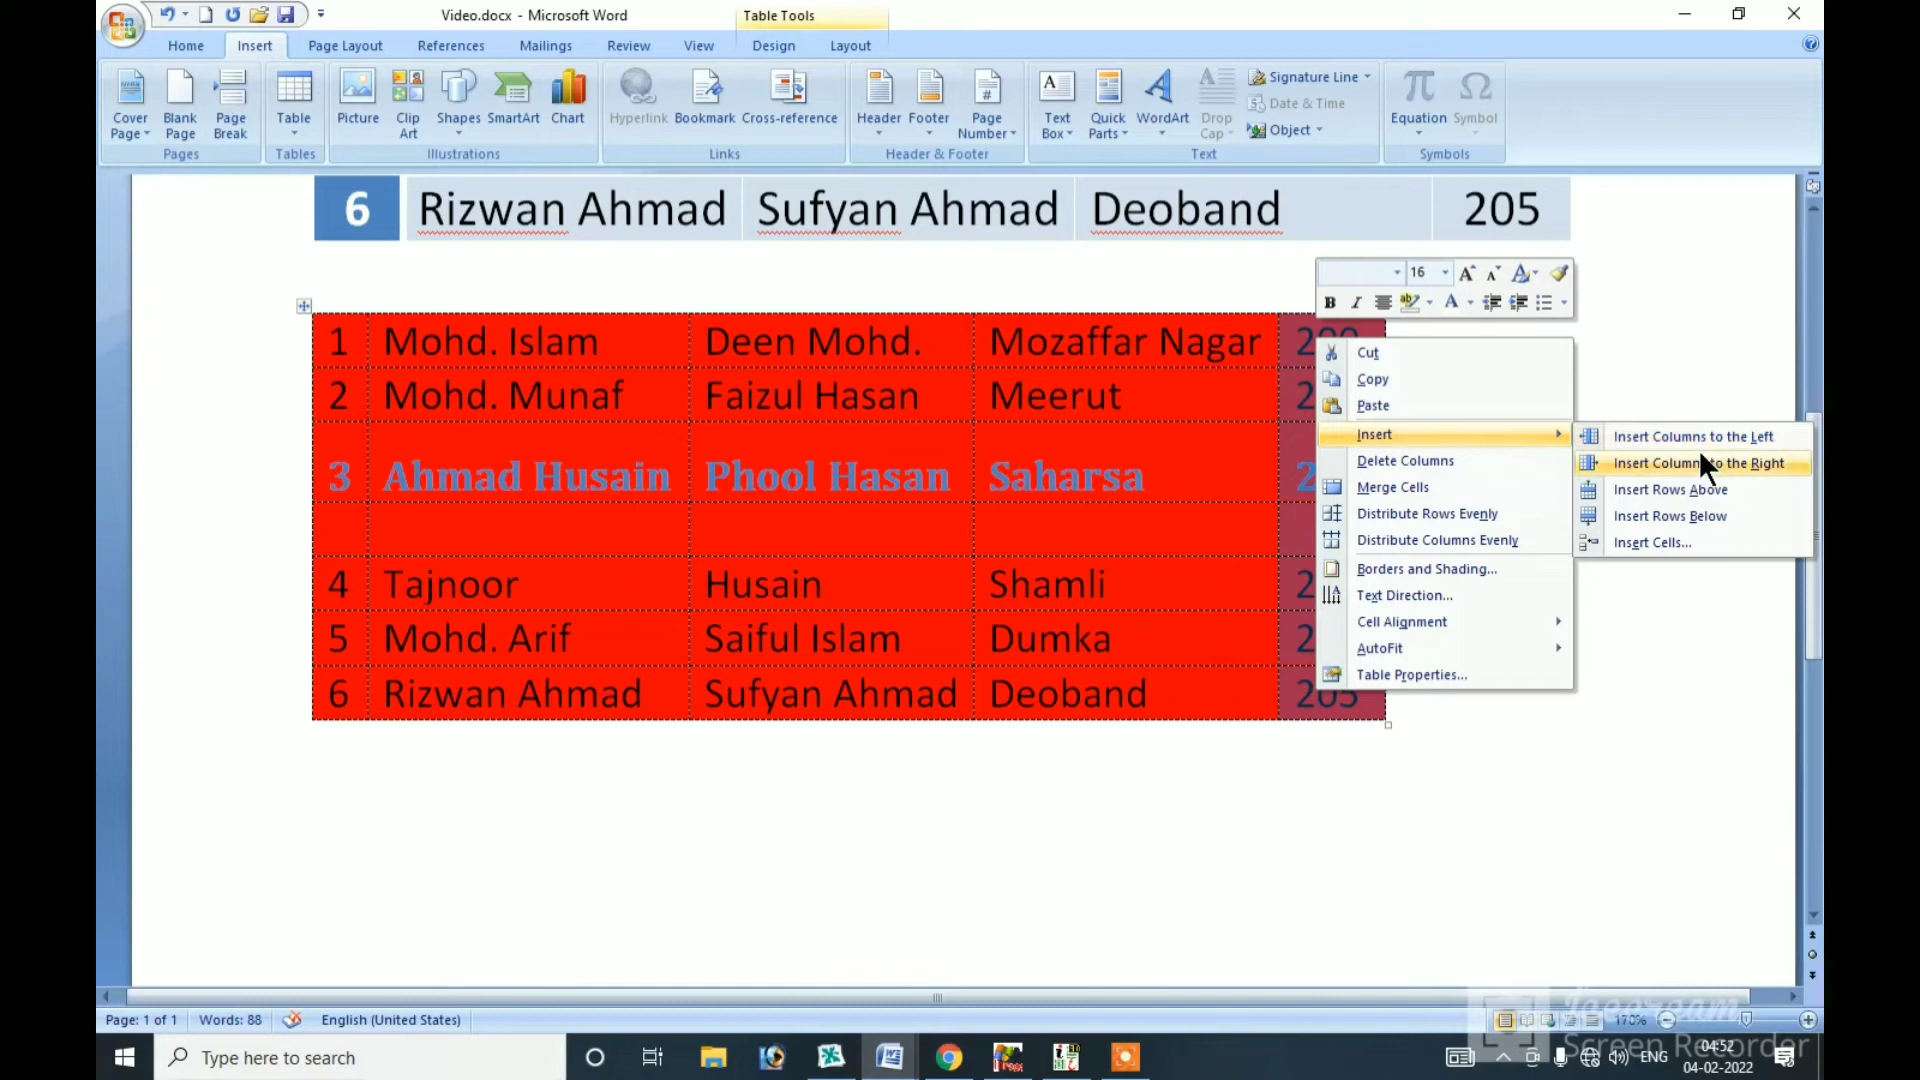 Video.docx - Microsoft Word
Table Tools
Home Insert Page Layout References Mailings Review View Design Layout
Cover Page
Blank Page
Page Break
Table
Picture
Clip Art
Shapes
SmartArt
Chart
Hyperlink
Bookmark
Cross-reference
Header
Footer
Page Number
Text Box
Quick Parts
WordArt
Drop Cap
Signature Line
Date & Time
Object
Equation
Symbol
Pages Tables Illustrations Links Header & Footer Text Symbols
6 Rizwan Ahmad Sufyan Ahmad Deoband 205
16
1 Mohd. Islam Deen Mohd. Mozaffar Nagar
2 Mohd. Munaf Faizul Hasan Meerut
3 Ahmad Husain Phool Hasan Saharsa
4 Tajnoor Husain Shamli
5 Mohd. Arif Saiful Islam Dumka
6 Rizwan Ahmad Sufyan Ahmad Deoband 205
Cut
Copy
Paste
Insert
Delete Columns
Merge Cells
Distribute Rows Evenly
Distribute Columns Evenly
Borders and Shading...
Text Direction...
Cell Alignment
AutoFit
Table Properties...
Insert Columns to the Left
Insert Columns to the Right
Insert Rows Above
Insert Rows Below
Insert Cells...
Page: 1 of 1 Words: 88 English (United States) 170%
Icecream
Screen Recorder
Type here to search
ENG
04:52
04-02-2022